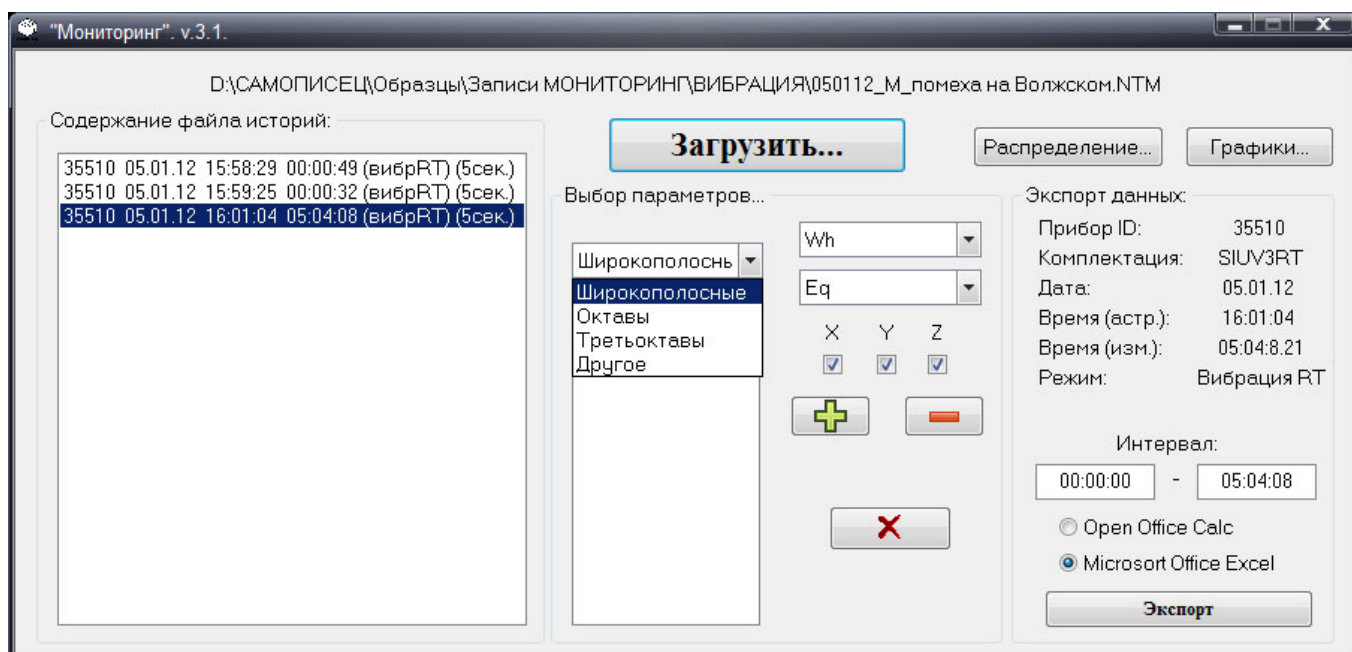 "Мониторинг". v.3.1.
D:\САМОПИСЕЦ\Образцы\Записи МОНИТОРИНГ\ВИБРАЦИЯ\050112_М_помеха на Волжском.NTM
Содержание файла историй:
35510 05.01.12 15:58:29 00:00:49 (вибрRT) (5сек.)
35510 05.01.12 15:59:25 00:00:32 (вибрRT) (5сек.)
35510 05.01.12 16:01:04 05:04:08 (вибрRT) (5сек.)
Загрузить...
Распределение...
Графики...
Выбор параметров...
Широкополоснь
Широкополосные
Октавы
Третьоктавы
Другое
Wh
Eq
X Y Z
Экспорт данных:
Прибор ID: 35510
Комплектация: SIUV3RT
Дата: 05.01.12
Время (астр.): 16:01:04
Время (изм.): 05:04:8.21
Режим: Вибрация RT
Интервал:
00:00:00 - 05:04:08
Open Office Calc
Microsort Office Excel
Экспорт